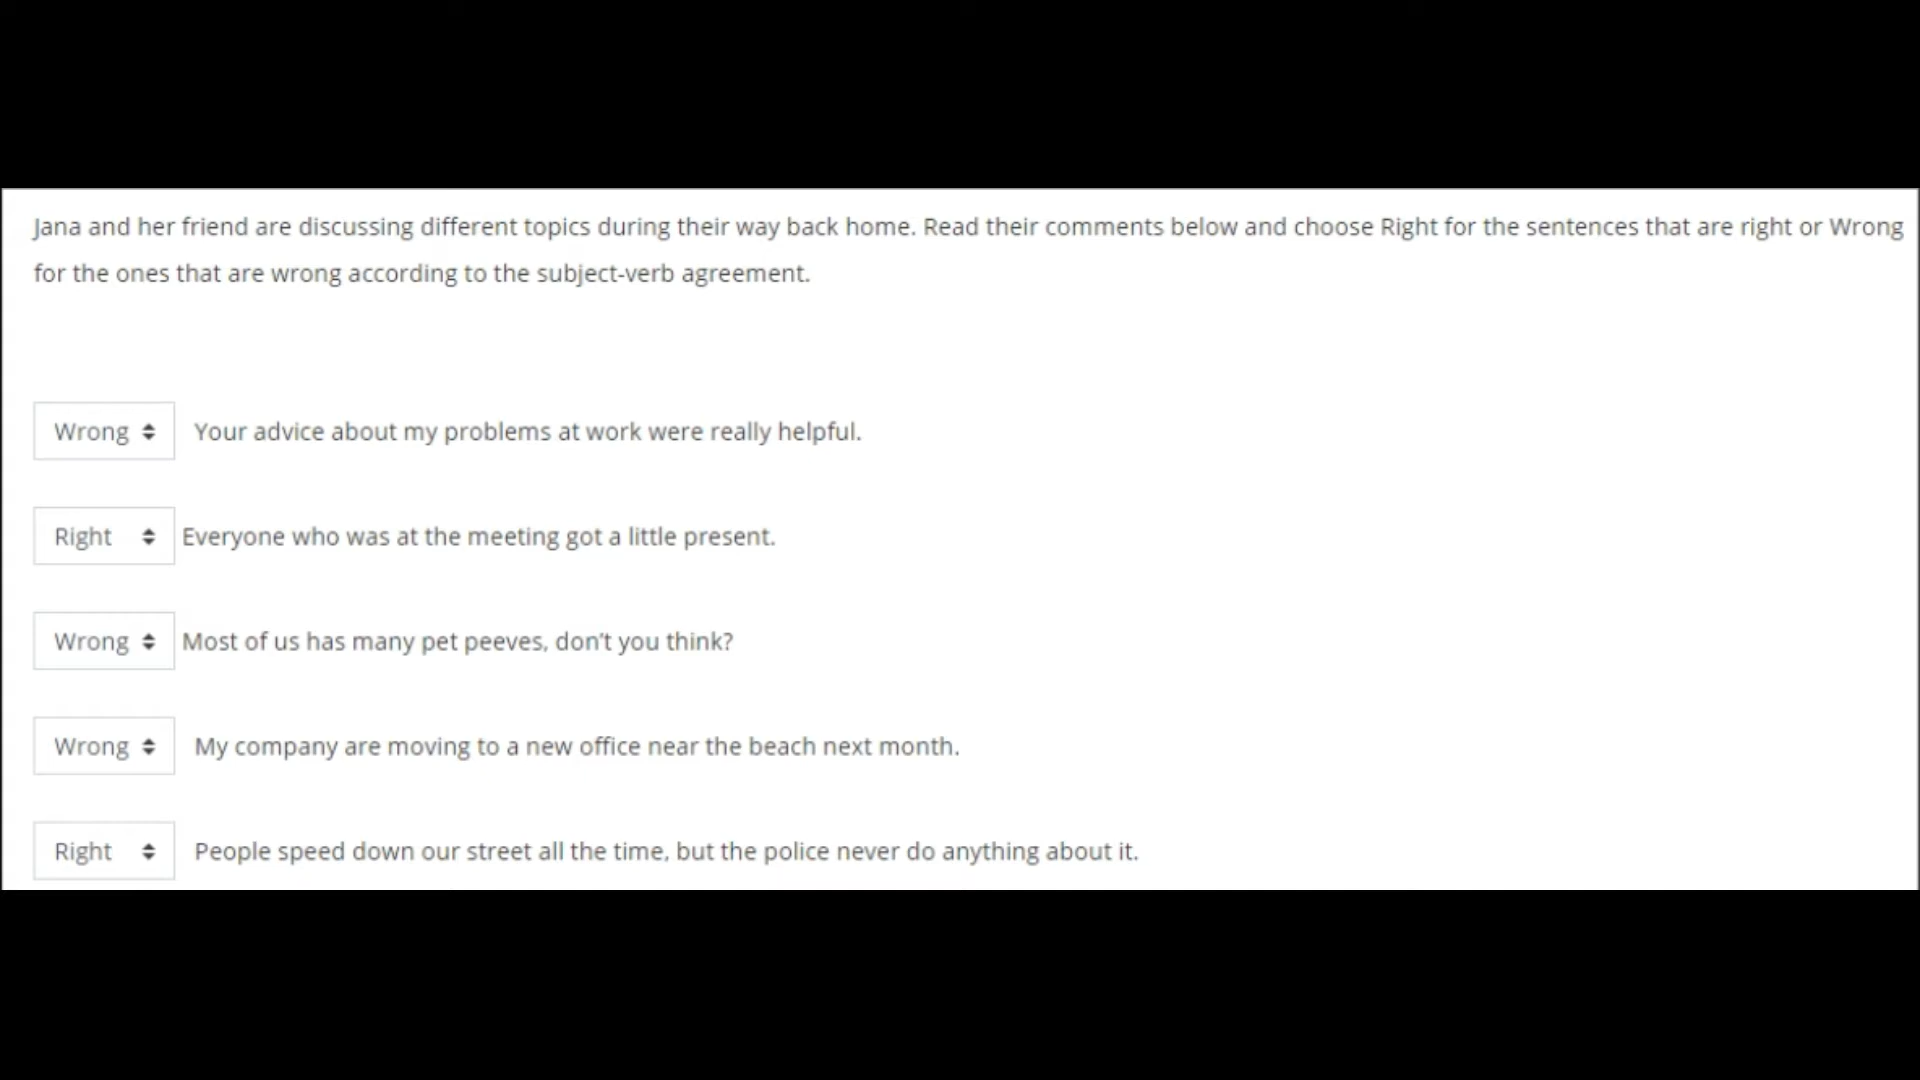 Jana and her friend are discussing different topics during their way back home. Read their comments below and choose Right for the sentences that are right or Wrong
for the ones that are wrong according to the subject-verb agreement.
Wrong Your advice about my problems at work were really helpful.
Right Everyone who was at the meeting got a little present.
Wrong Most of us has many pet peeves, don't you think?
Wrong My company are moving to a new office near the beach next month.
Right People speed down our street all the time, but the police never do anything about it.